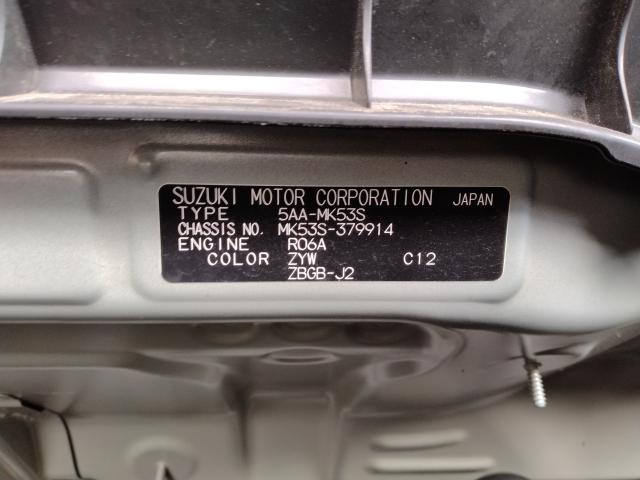 SUZUKI MOTOR CORPORATION JAPAN
TYPE 5AA-MK53S
CHASSIS NO. MK53S-379914
ENGINE R06A
COLOR ZYW C12
ZBGB-J2